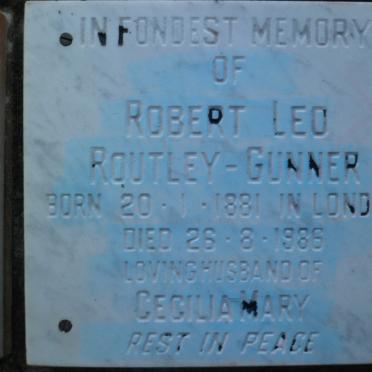 IN FONDEST MEMORY
OF
ROBERT LEO
ROUTLEY-GUNNER
BORN 20·1·1881 IN LOND
DIED 26·8·1986
LOVING HUSBAND OF
CECILIA MARY
REST IN PEACE